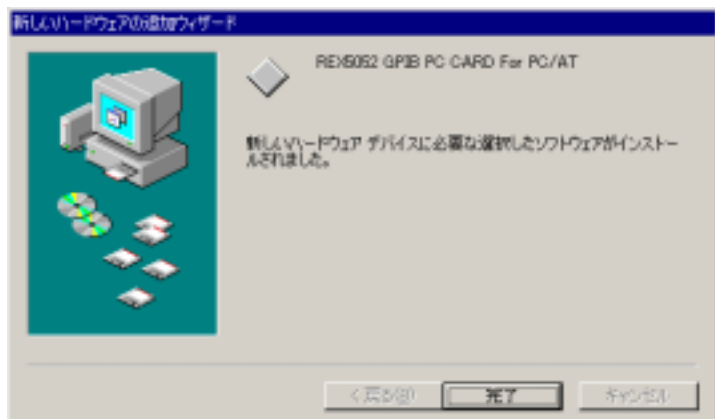 新しいハードウェアの追加ウィザード
REX5052 GPIB PC CARD For PC/AT
新しいハードウェア デバイスに必要な選択したソフトウェアがインストー
ルされました。
< 戻る(B)
完了
キャンセル